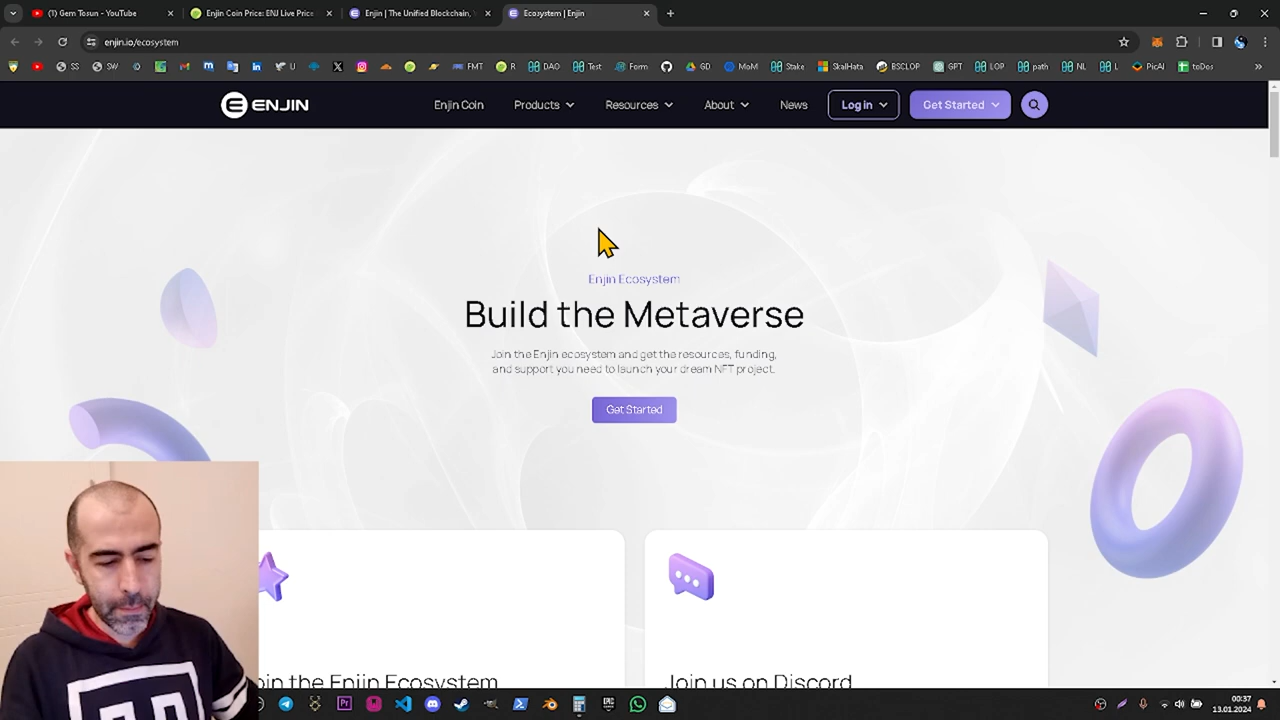 (1) Gem Tosun - YouTube
Enjin Coin Price: ENJ Live Price
Enjin | The Unified Blockchain,
Ecosystem | Enjin
enjin.io/ecosystem
SS
SW
U
PMT
R
DAO
Test
Form
GD
MoM
Stake
SkalHata
BSCLOP
GPT
LOP
path
NL
L
PicAI
toDos
ENJIN
Enjin Coin
Products
Resources
About
News
Log in
Get Started
Enjin Ecosystem
Build the Metaverse
Join the Enjin ecosystem and get the resources, funding,
and support you need to launch your dream NFT project.
Get Started
oin the Enjin Ecosystem
Join us on Discord
00:37
13.01.2024